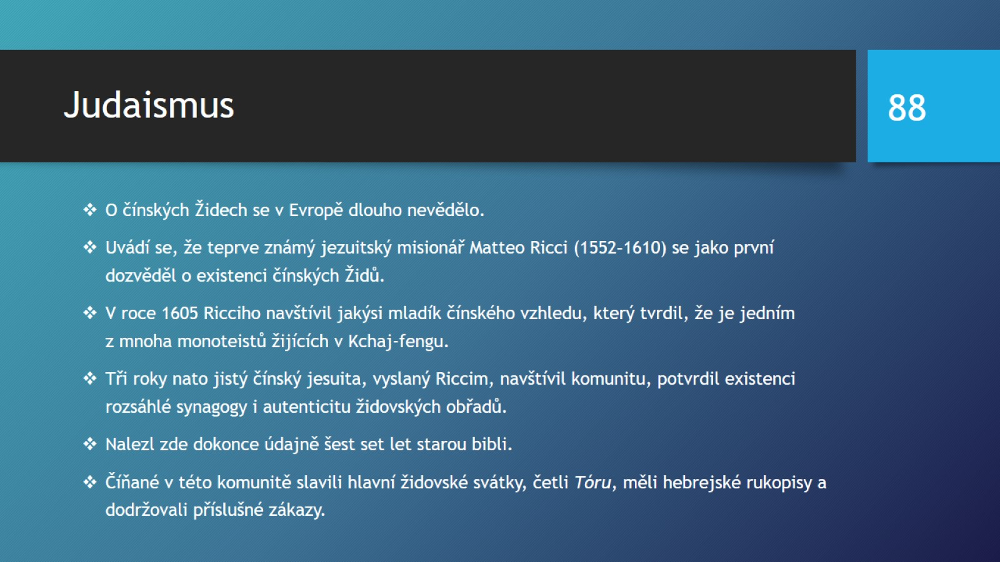 Judaismus
88
❖ O čínských Židech se v Evropě dlouho nevědělo.
❖ Uvádí se, že teprve známý jezuitský misionář Matteo Ricci (1552–1610) se jako první
dozvěděl o existenci čínských Židů.
❖ V roce 1605 Ricciho navštívil jakýsi mladík čínského vzhledu, který tvrdil, že je jedním
z mnoha monoteistů žijících v Kchaj-fengu.
❖ Tři roky nato jistý čínský jesuita, vyslaný Riccim, navštívil komunitu, potvrdil existenci
rozsáhlé synagogy i autenticitu židovských obřadů.
❖ Nalezl zde dokonce údajně šest set let starou bibli.
❖ Číňané v této komunitě slavili hlavní židovské svátky, četli Tóru, měli hebrejské rukopisy a
dodržovali příslušné zákazy.